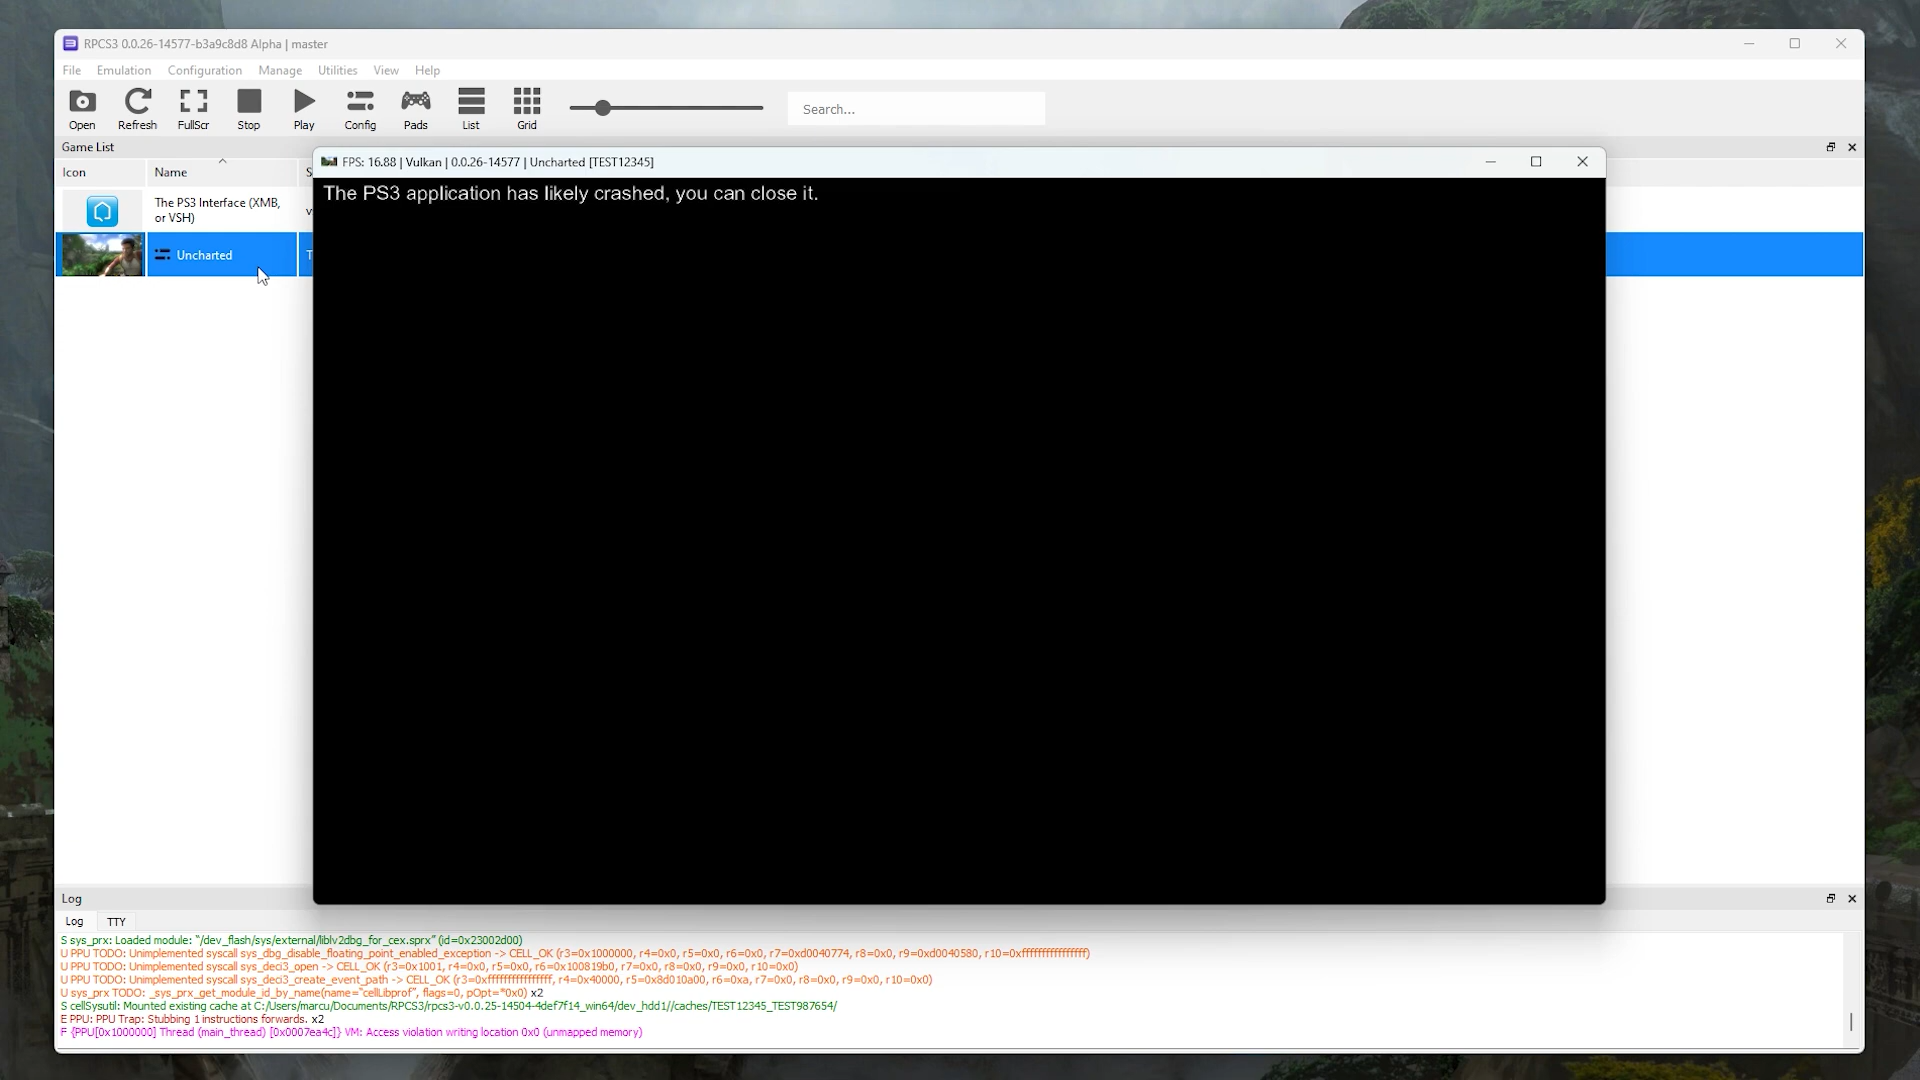 RPCS3 0.0.26-14577-b3a9c8d8 Alpha | master
File Emulation Configuration Manage Utilities View Help
Open Refresh FullScr Stop Play Config Pads List Grid Search...
Game List
Icon Name S
FPS: 16.88 | Vulkan | 0.0.26-14577 | Uncharted [TEST12345]
The PS3 application has likely crashed, you can close it.
The PS3 Interface (XMB,
or VSH) v
Uncharted T
Log
Log TTY
S sys_prx: Loaded module: "/dev_flash/sys/external/liblv2dbg_for_cex.sprx" (id=0x23002d00)
U PPU TODO: Unimplemented syscall sys_dbg_disable_floating_point_enabled_exception -> CELL_OK (r3=0x1000000, r4=0x0, r5=0x0, r6=0x0, r7=0xd0040774, r8=0x0, r9=0xd0040580, r10=0xffffffffffffffff)
U PPU TODO: Unimplemented syscall sys_deci3_open -> CELL_OK (r3=0x1001, r4=0x0, r5=0x0, r6=0x100819b0, r7=0x0, r8=0x0, r9=0x0, r10=0x0)
U PPU TODO: Unimplemented syscall sys_deci3_create_event_path -> CELL_OK (r3=0xffffffffffffffff, r4=0x40000, r5=0x8d010a00, r6=0xa, r7=0x0, r8=0x0, r9=0x0, r10=0x0)
U sys_prx TODO: _sys_prx_get_module_id_by_name(name="cellLibprof", flags=0, pOpt=*0x0) x2
S cellSysutil: Mounted existing cache at C:/Users/marcu/Documents/RPCS3/rpcs3-v0.0.25-14504-4def7f14_win64/dev_hdd1//caches/TEST12345_TEST987654/
E PPU: PPU Trap: Stubbing 1 instructions forwards. x2
F {PPU[0x1000000] Thread (main_thread) [0x0007ea4c]} VM: Access violation writing location 0x0 (unmapped memory)